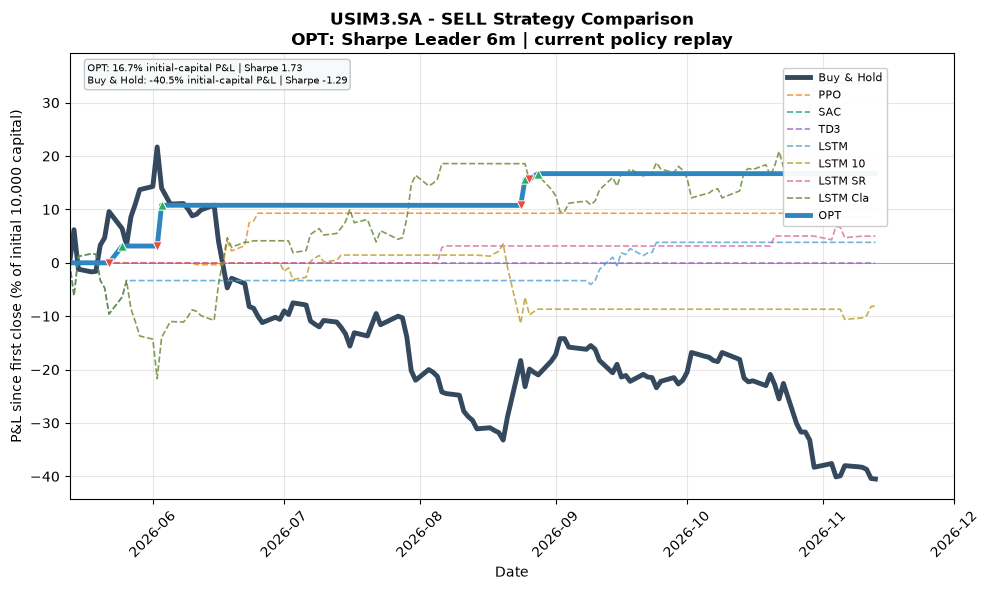 USIM3.SA - SELL Strategy Comparison
OPT: Sharpe Leader 6m | current policy replay
OPT: 16.7% initial-capital P&L | Sharpe 1.73
Buy & Hold: -40.5% initial-capital P&L | Sharpe -1.29
Buy & Hold
PPO
SAC
TD3
LSTM
LSTM 10
LSTM SR
LSTM Cla
OPT
P&L since first close (% of initial 10,000 capital)
30
20
10
0
−10
−20
−30
−40
2026-06
2026-07
2026-08
2026-09
2026-10
2026-11
2026-12
Date